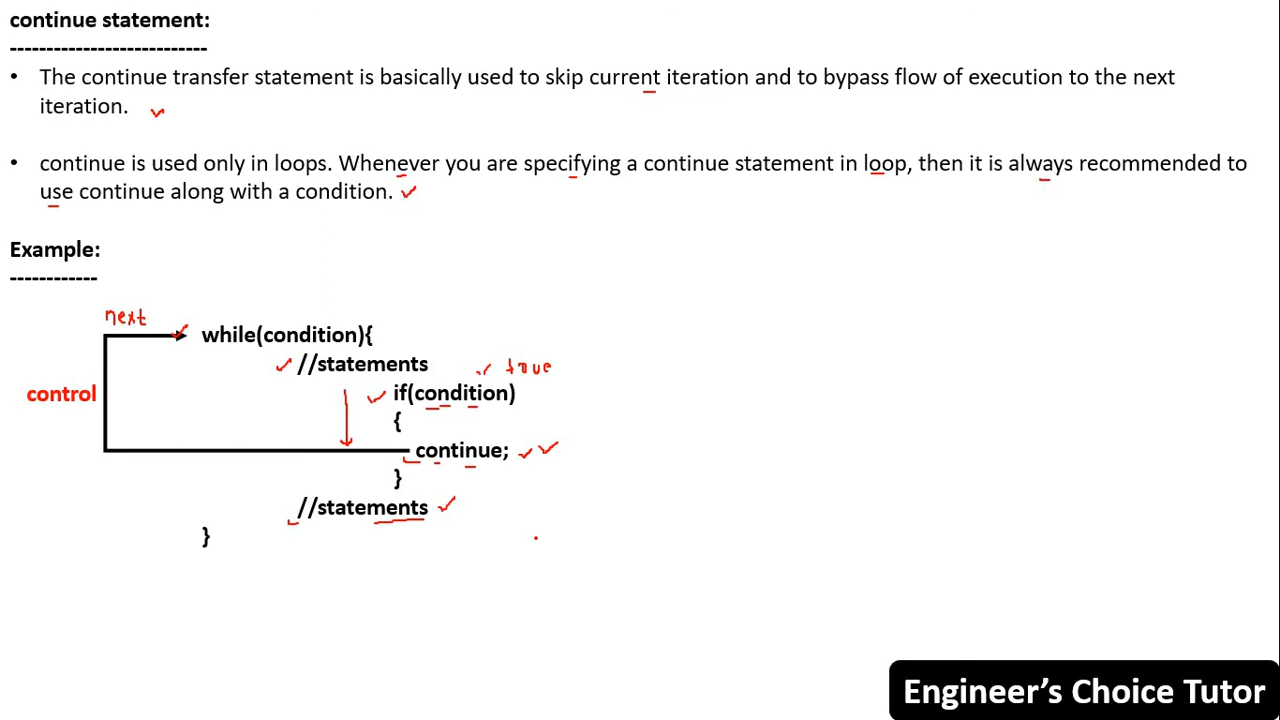 continue statement:
---------------------------
• The continue transfer statement is basically used to skip current iteration and to bypass flow of execution to the next
iteration.
• continue is used only in loops. Whenever you are specifying a continue statement in loop, then it is always recommended to
use continue along with a condition.
Example:
------------
next
while(condition){
//statements
true
control
if(condition)
{
continue;
}
//statements
}
Engineer’s Choice Tutor